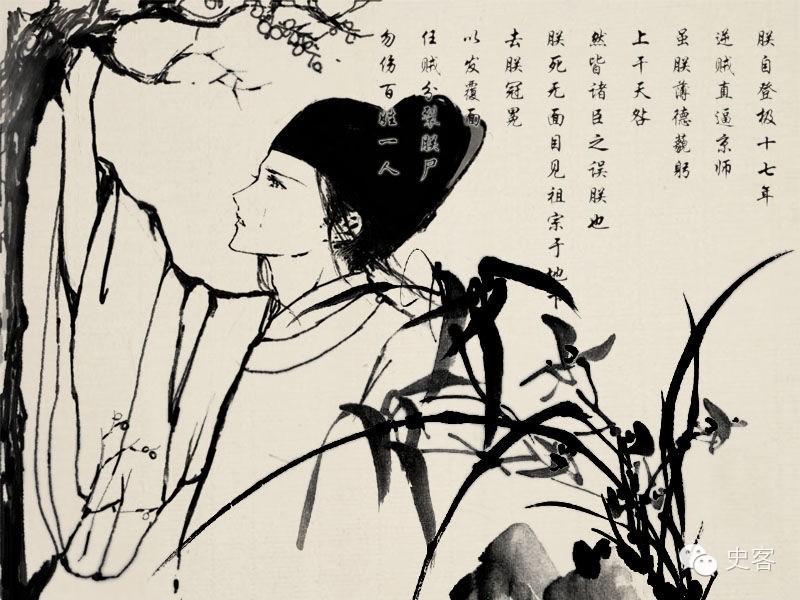 朕自登极十七年
逆贼直逼京师
虽朕薄德藐躬
上干天咎
然皆诸臣之误朕也
朕死无面目见祖宗于地下
去朕冠冕
以发覆面
任贼分裂朕尸
勿伤百姓一人
史客